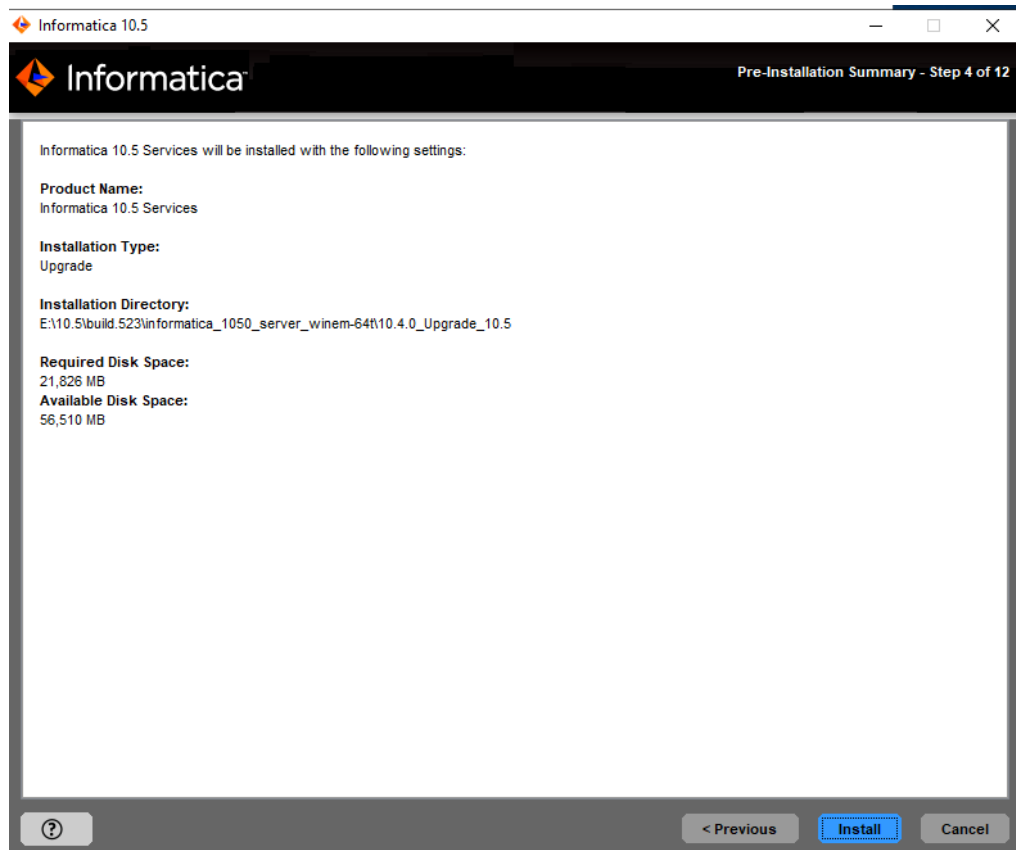 Informatica 10.5
Informatica
Pre-Installation Summary - Step 4 of 12
Informatica 10.5 Services will be installed with the following settings:
Product Name:
Informatica 10.5 Services
Installation Type:
Upgrade
Installation Directory:
E:\10.5\build.523\informatica_1050_server_winem-64t\10.4.0_Upgrade_10.5
Required Disk Space:
21,826 MB
Available Disk Space:
56,510 MB
?
< Previous
Install
Cancel